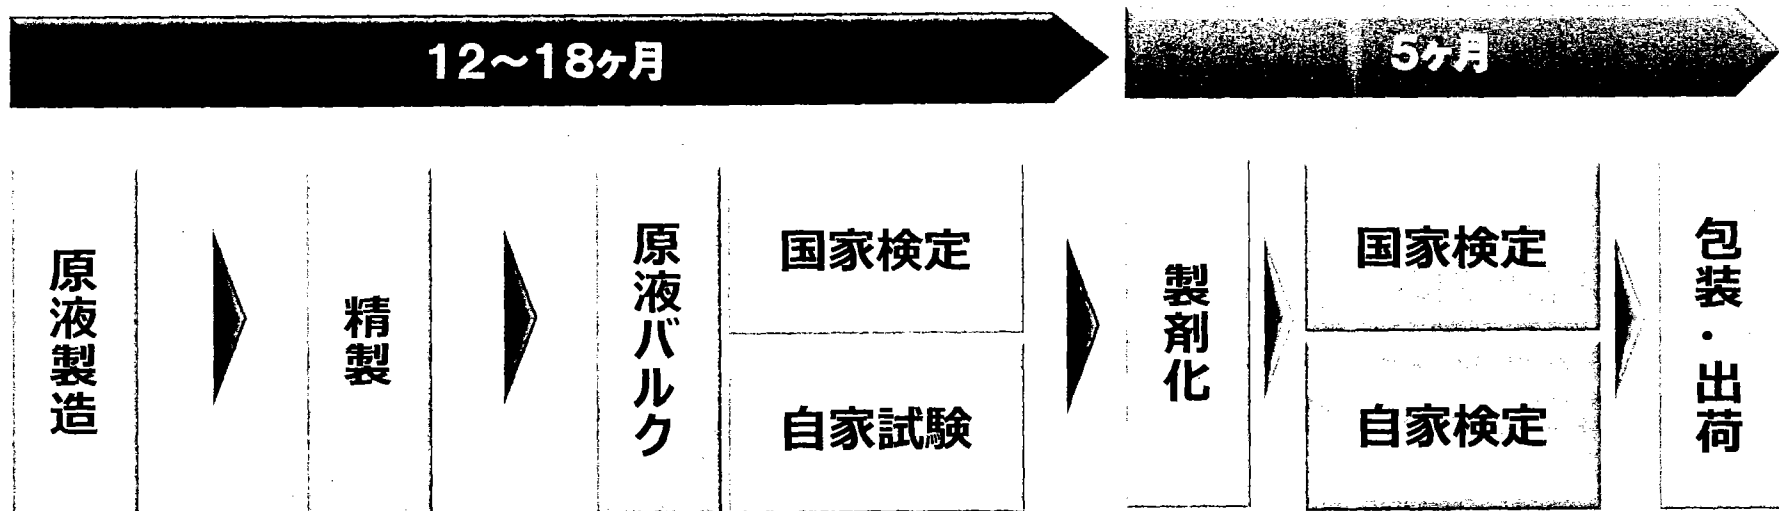 12～18ヶ月
5ヶ月
原液製造
精製
原液バルク
国家検定
自家試験
製剤化
国家検定
自家検定
包装・出荷